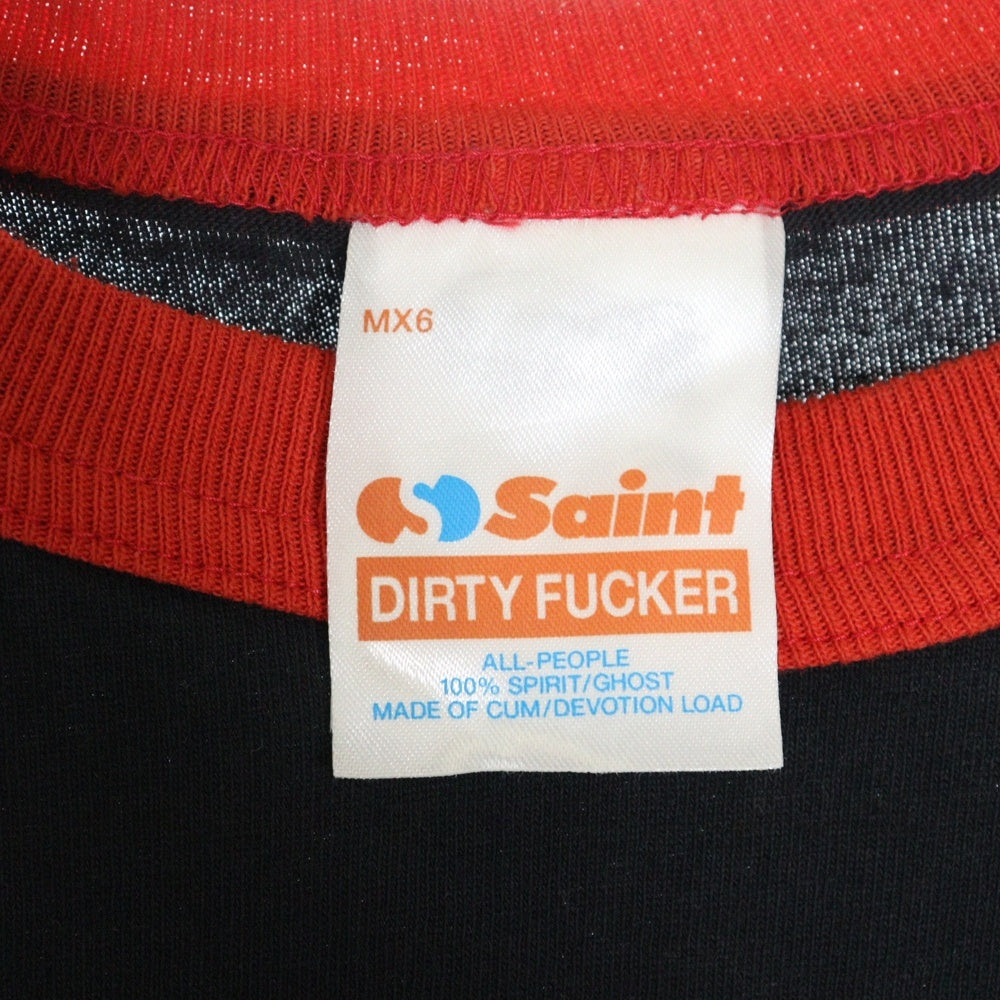 MX6
Saint
DIRTY FUCKER
ALL-PEOPLE
100% SPIRIT/GHOST
MADE OF CUM/DEVOTION LOAD